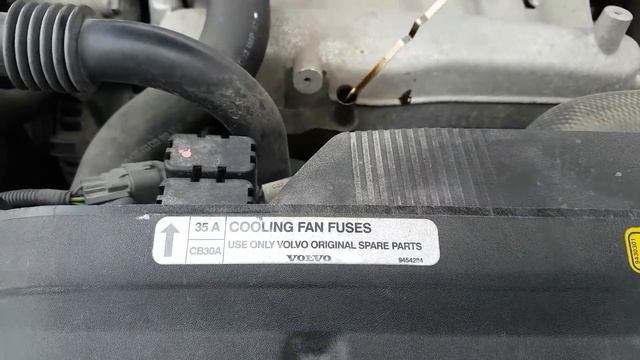 35 A COOLING FAN FUSES
CB30A USE ONLY VOLVO ORIGINAL SPARE PARTS
VOLVO 9454284